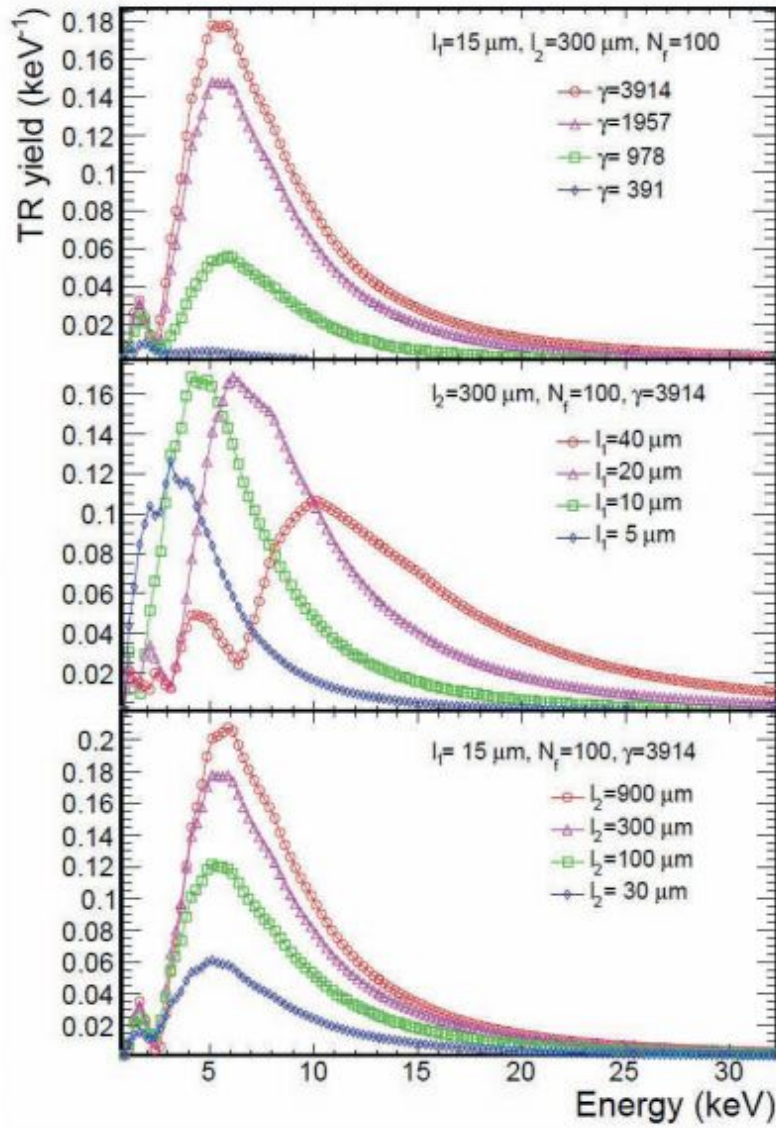 TR yield (keV⁻¹)
0.18
0.16
0.14
0.12
0.1
0.08
0.06
0.04
0.02
l₁=15 μm, l₂=300 μm, N_f=100
γ=3914
γ=1957
γ= 978
γ= 391
0.16
0.14
0.12
0.1
0.08
0.06
0.04
0.02
l₂=300 μm, N_f=100, γ=3914
l₁=40 μm
l₁=20 μm
l₁=10 μm
l₁= 5 μm
0.2
0.18
0.16
0.14
0.12
0.1
0.08
0.06
0.04
0.02
l₁= 15 μm, N_f=100, γ=3914
l₂=900 μm
l₂=300 μm
l₂=100 μm
l₂= 30 μm
5 10 15 20 25 30
Energy (keV)